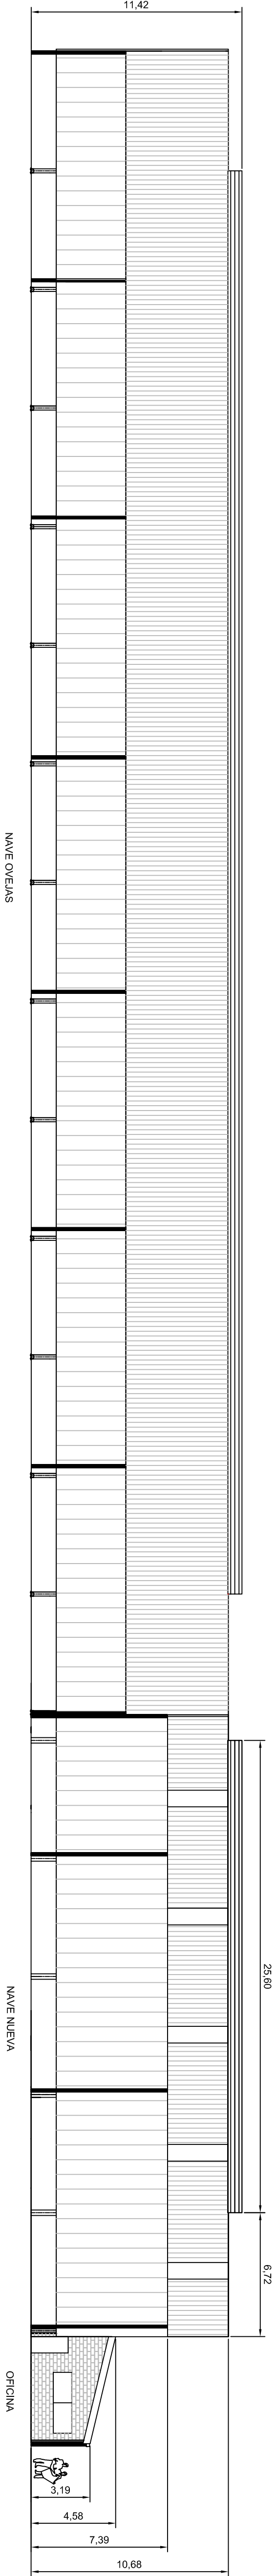 11,42
NAVE OVEJAS
25,60
NAVE NUEVA
6,72
OFICINA
3,19
4,58
7,39
10,68